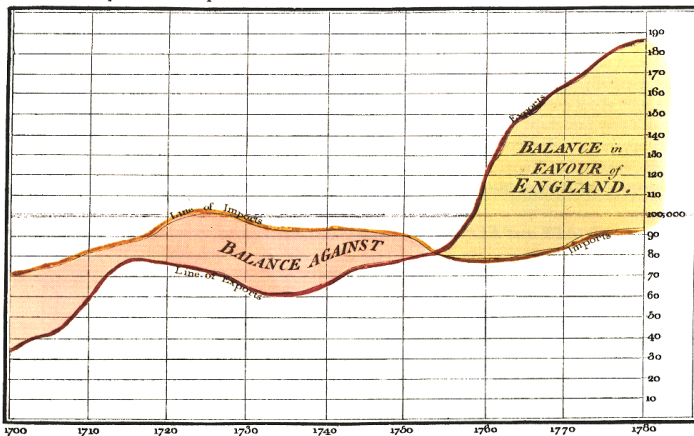 190
180
170
160
150
140
130
120
110
100,000
90
80
70
60
50
40
30
20
10
Exports
BALANCE in
FAVOUR of
ENGLAND.
Line of Imports
BALANCE AGAINST
Imports
Line of Exports
1700 1710 1720 1730 1740 1750 1760 1770 1780